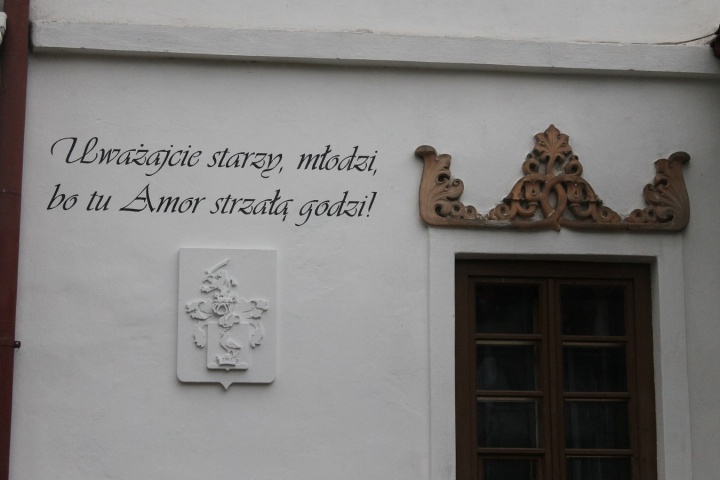 Uważajcie starzy, młodzi,
bo tu Amor strzałą godzi!